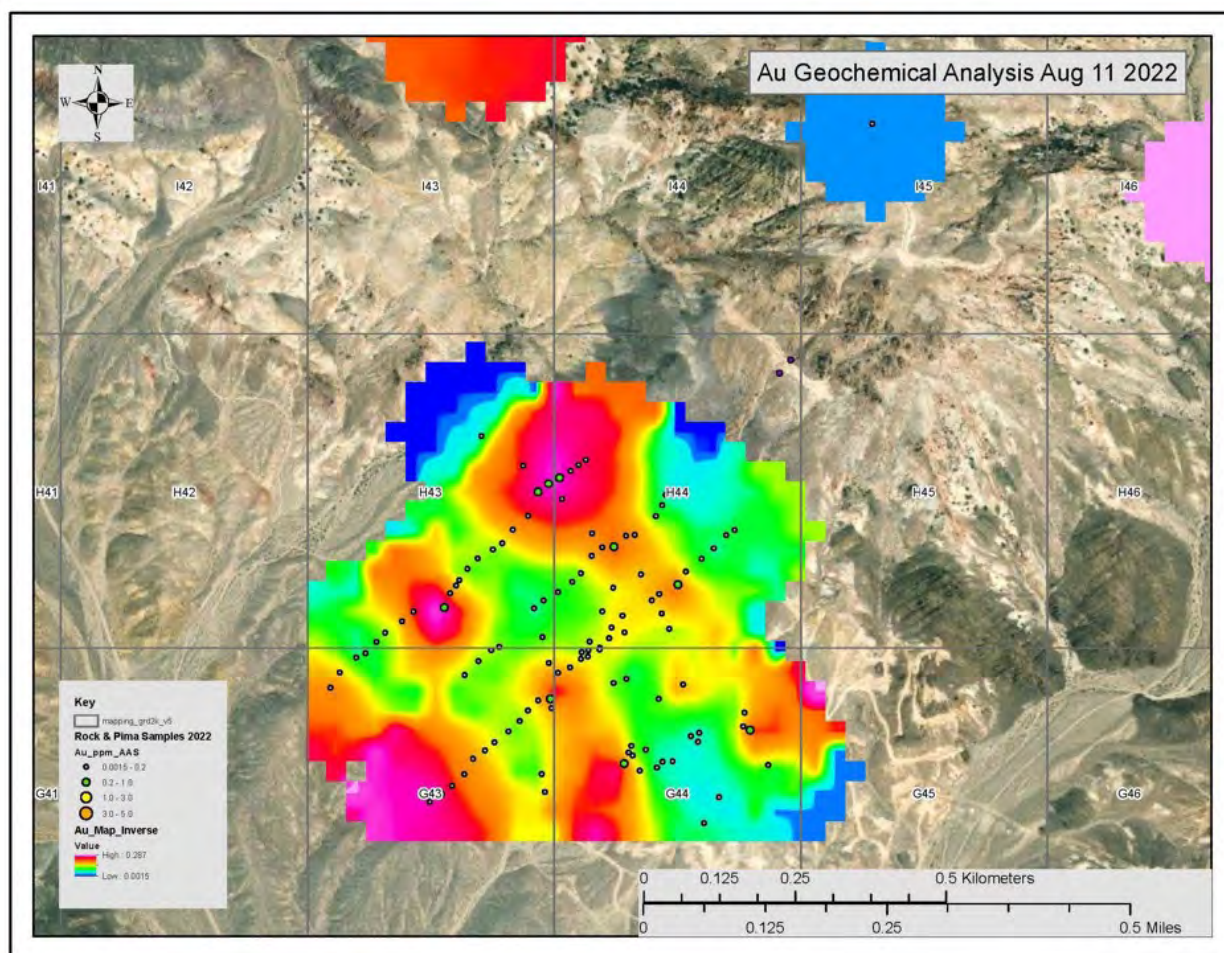 Au Geochemical Analysis Aug 11 2022
N
W E
S
I41 I42 I43 I44 I45 I46
H41 H42 H43 H44 H45 H46
G41 G43 G44 G45 G46
Key
mapping_grd2k_v5
Rock & Pima Samples 2022
Au_ppm_AAS
0.0015 - 0.2
0.2 - 1.0
1.0 - 3.0
3.0 - 5.0
Au_Map_Inverse
Value
High : 0.287
Low : 0.0015
0 0.125 0.25 0.5 Kilometers
0 0.125 0.25 0.5 Miles